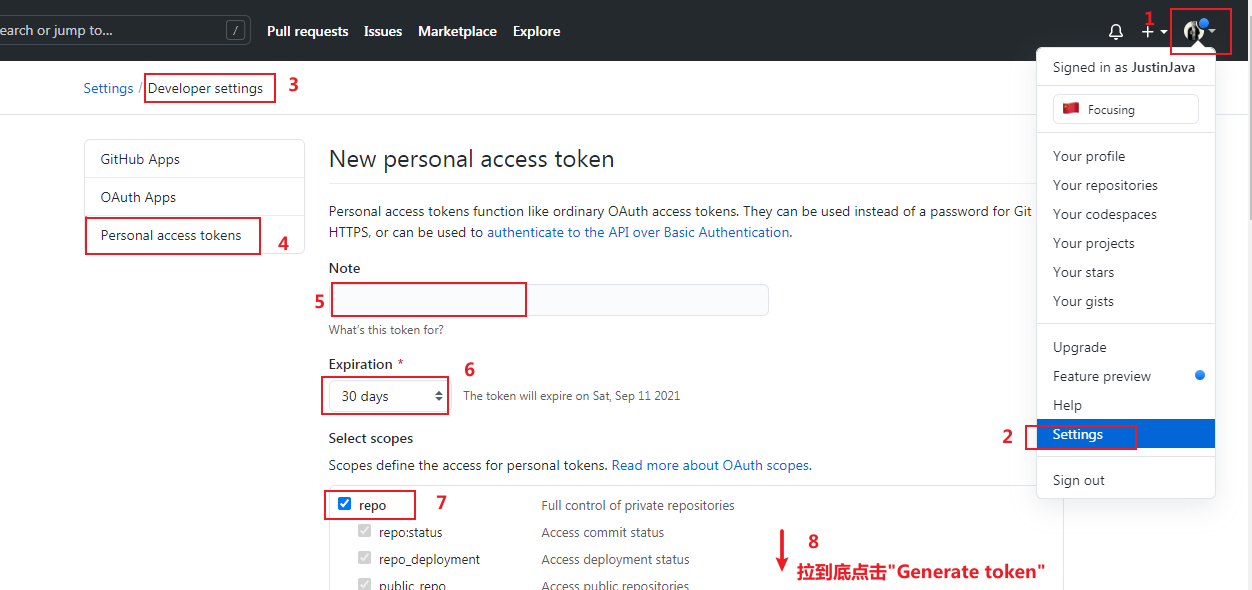 earch or jump to... / Pull requests Issues Marketplace Explore 1
Signed in as JustinJava
Focusing
Your profile
Your repositories
Your codespaces
Your projects
Your stars
Your gists
Upgrade
Feature preview
Help
2 Settings
Sign out
Settings / Developer settings 3
GitHub Apps
OAuth Apps
Personal access tokens 4
New personal access token
Personal access tokens function like ordinary OAuth access tokens. They can be used instead of a password for Git
HTTPS, or can be used to authenticate to the API over Basic Authentication.
Note
5
What's this token for?
Expiration * 6
30 days The token will expire on Sat, Sep 11 2021
Select scopes
Scopes define the access for personal tokens. Read more about OAuth scopes.
repo 7 Full control of private repositories
repo:status Access commit status
repo_deployment Access deployment status
public_repo Access public repositories
8
拉到底点击"Generate token"